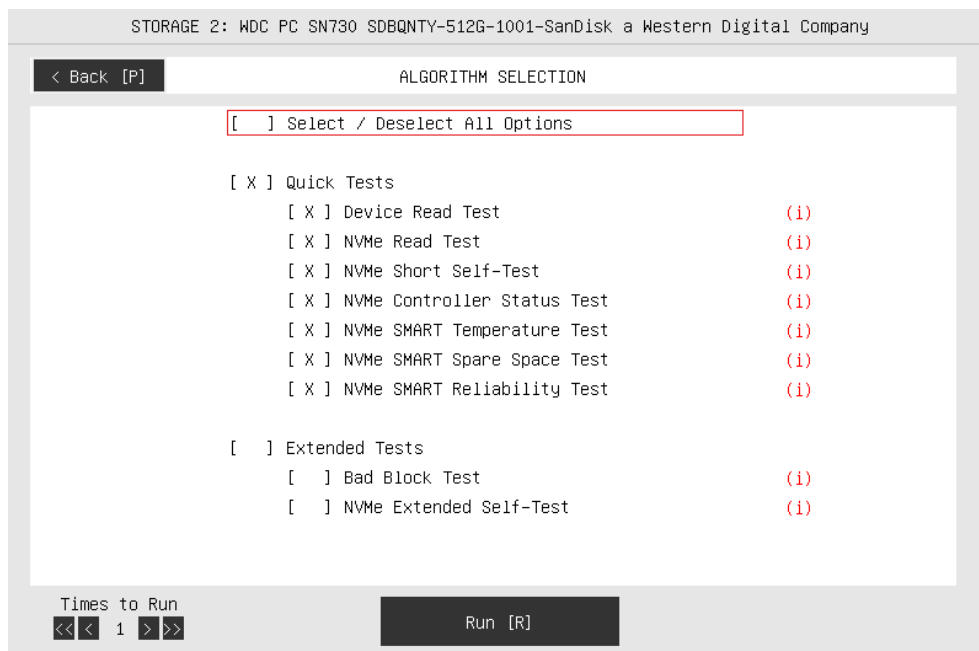 STORAGE 2: WDC PC SN730 SDBQNTY-512G-1001-SanDisk a Western Digital Company
< Back [P]
ALGORITHM SELECTION
[   ] Select / Deselect All Options
[ X ] Quick Tests
[ X ] Device Read Test (i)
[ X ] NVMe Read Test (i)
[ X ] NVMe Short Self-Test (i)
[ X ] NVMe Controller Status Test (i)
[ X ] NVMe SMART Temperature Test (i)
[ X ] NVMe SMART Spare Space Test (i)
[ X ] NVMe SMART Reliability Test (i)
[   ] Extended Tests
[   ] Bad Block Test (i)
[   ] NVMe Extended Self-Test (i)
Times to Run
<< < 1 > >>
Run [R]